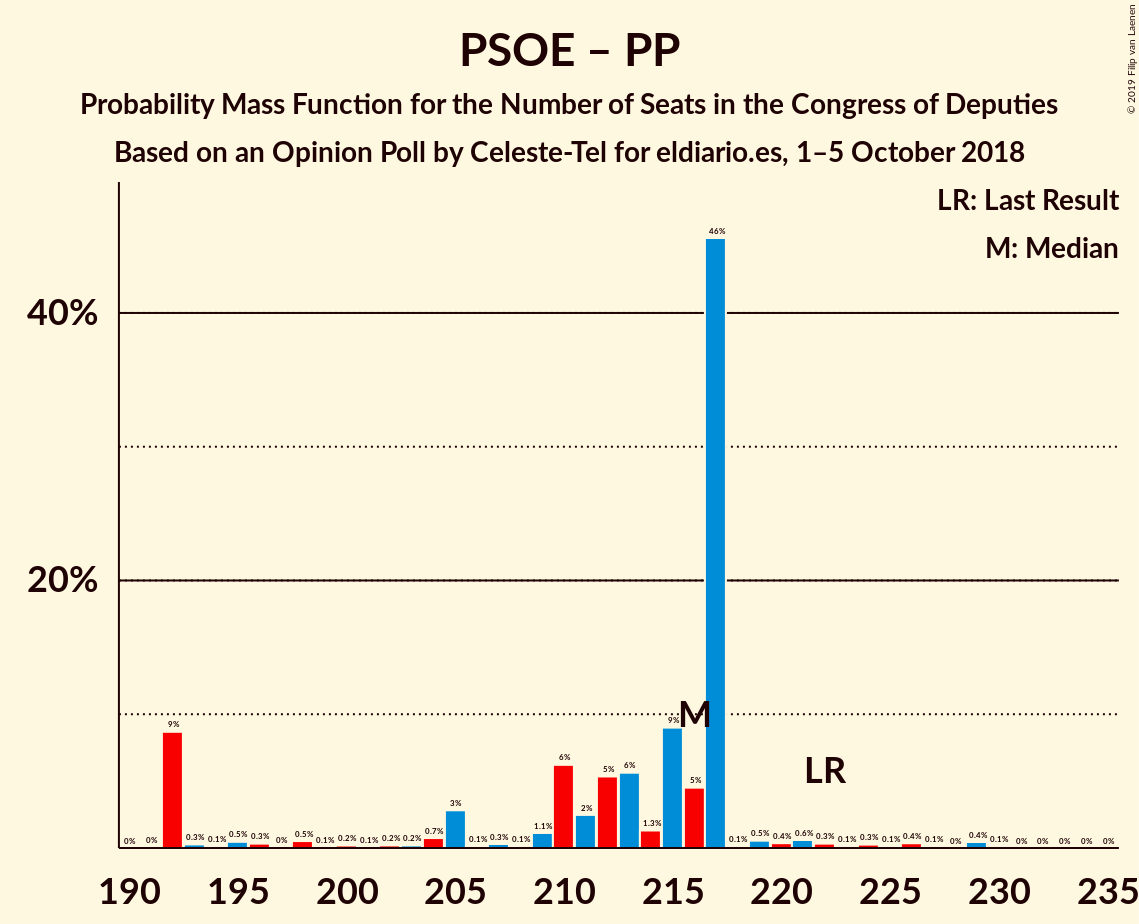 PSOE – PP
Probability Mass Function for the Number of Seats in the Congress of Deputies
Based on an Opinion Poll by Celeste-Tel for eldiario.es, 1–5 October 2018
© 2019 Filip van Laenen
LR: Last Result
M: Median
40%
20%
46%
0% 0% 9% 0.3% 0.1% 0.5% 0.3% 0% 0.5% 0.1% 0.2% 0.1% 0.2% 0.2% 0.7% 3% 0.1% 0.3% 0.1% 1.1% 6% 2% 5% 6% 1.3% 9% 5% 0.1% 0.5% 0.4% 0.6% 0.3% 0.1% 0.3% 0.1% 0.4% 0.1% 0% 0.4% 0.1% 0% 0% 0% 0% 0%
M
LR
190 195 200 205 210 215 220 225 230 235